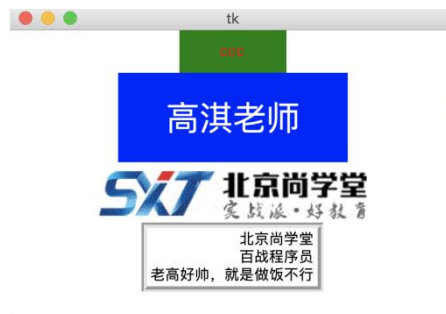 tk
ccc
高淇老师
SXT 北京尚学堂
实战派·好教育
北京尚学堂
百战程序员
老高好帅，就是做饭不行